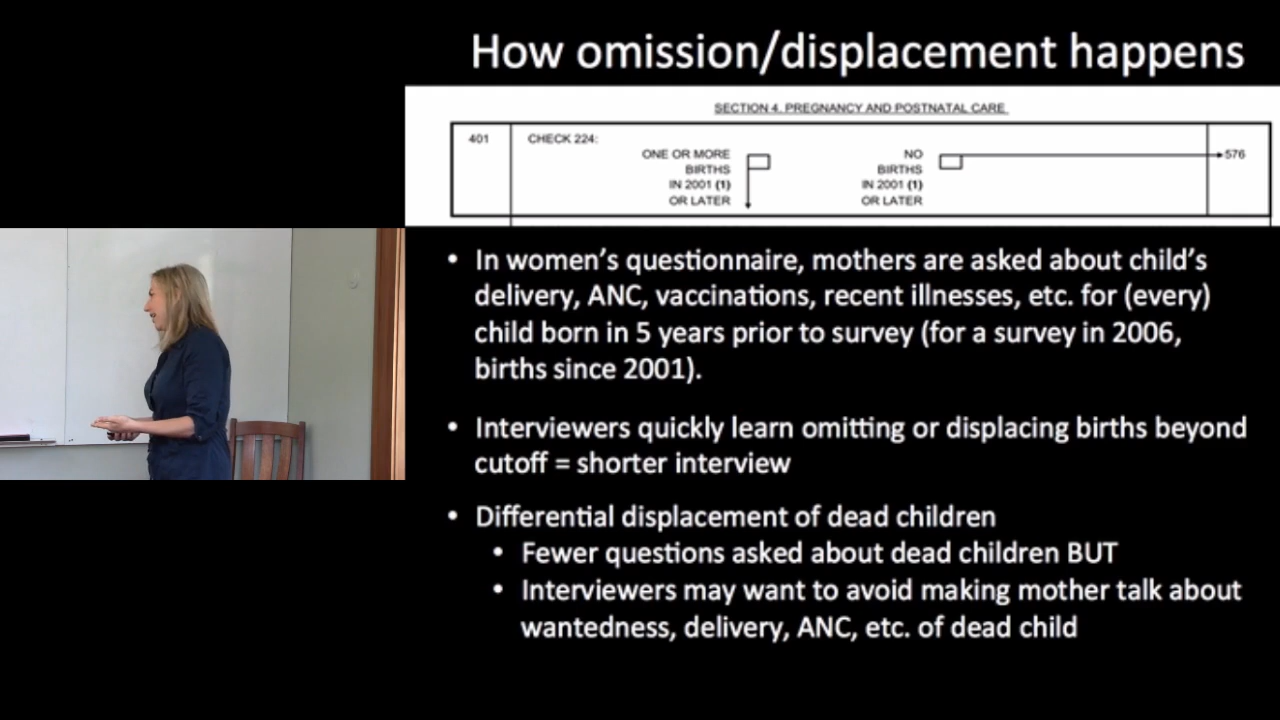 How omission/displacement happens
SECTION 4. PREGNANCY AND POSTNATAL CARE
401
CHECK 224:
ONE OR MORE
BIRTHS
IN 2001 (1)
OR LATER
NO
BIRTHS
IN 2001 (1)
OR LATER
576
• In women's questionnaire, mothers are asked about child's
delivery, ANC, vaccinations, recent illnesses, etc. for (every)
child born in 5 years prior to survey (for a survey in 2006,
births since 2001).
• Interviewers quickly learn omitting or displacing births beyond
cutoff = shorter interview
• Differential displacement of dead children
• Fewer questions asked about dead children BUT
• Interviewers may want to avoid making mother talk about
wantedness, delivery, ANC, etc. of dead child